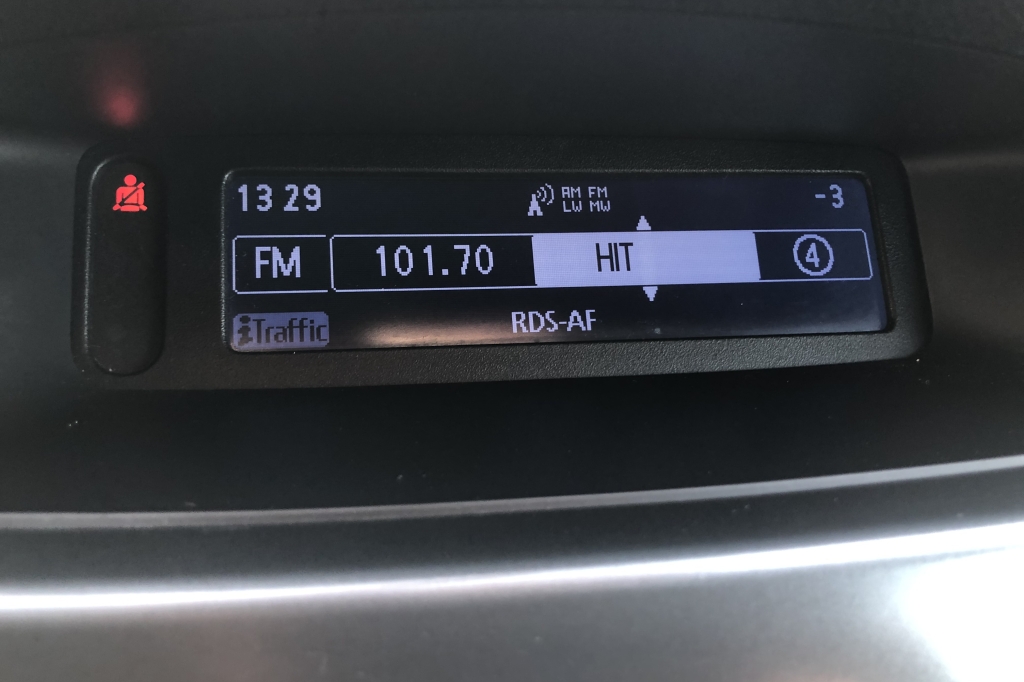 13 29 AM FM -3
LW MW
FM 101.70 HIT 4
iTraffic RDS-AF